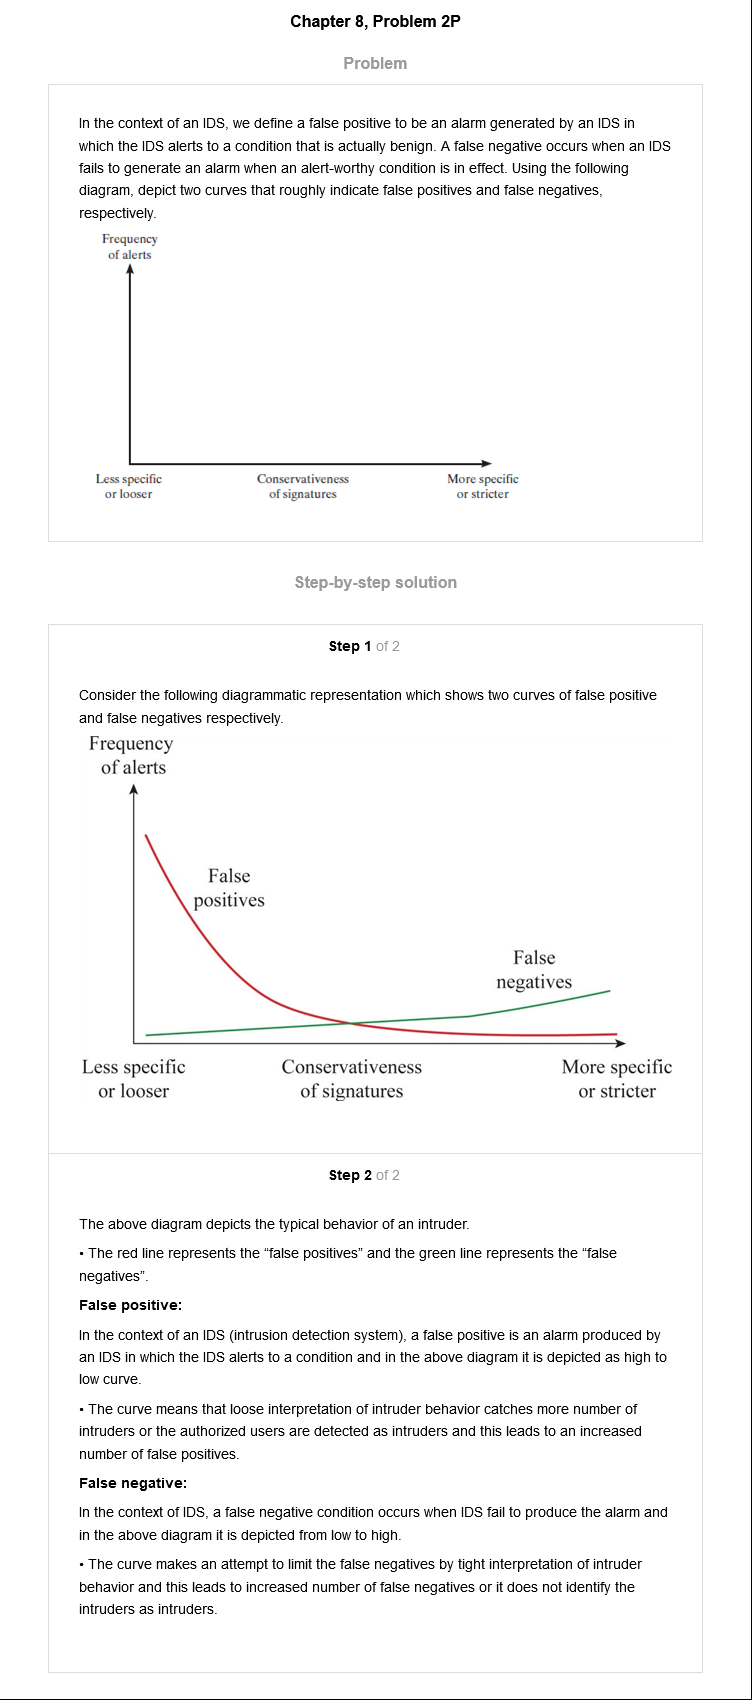 Chapter 8, Problem 2P
Problem
In the context of an IDS, we define a false positive to be an alarm generated by an IDS in
which the IDS alerts to a condition that is actually benign. A false negative occurs when an IDS
fails to generate an alarm when an alert-worthy condition is in effect. Using the following
diagram, depict two curves that roughly indicate false positives and false negatives,
respectively.
Frequency
of alerts
Less specific
or looser
Conservativeness
of signatures
More specific
or stricter
Step-by-step solution
Step 1 of 2
Consider the following diagrammatic representation which shows two curves of false positive
and false negatives respectively.
Frequency
of alerts
False
positives
False
negatives
Less specific
or looser
Conservativeness
of signatures
More specific
or stricter
Step 2 of 2
The above diagram depicts the typical behavior of an intruder.
• The red line represents the “false positives” and the green line represents the “false
negatives”.
False positive:
In the context of an IDS (intrusion detection system), a false positive is an alarm produced by
an IDS in which the IDS alerts to a condition and in the above diagram it is depicted as high to
low curve.
• The curve means that loose interpretation of intruder behavior catches more number of
intruders or the authorized users are detected as intruders and this leads to an increased
number of false positives.
False negative:
In the context of IDS, a false negative condition occurs when IDS fail to produce the alarm and
in the above diagram it is depicted from low to high.
• The curve makes an attempt to limit the false negatives by tight interpretation of intruder
behavior and this leads to increased number of false negatives or it does not identify the
intruders as intruders.